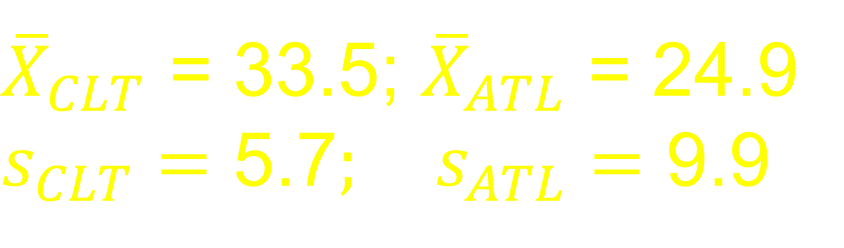 X̄_CLT = 33.5; X̄_ATL = 24.9
s_CLT = 5.7; s_ATL = 9.9